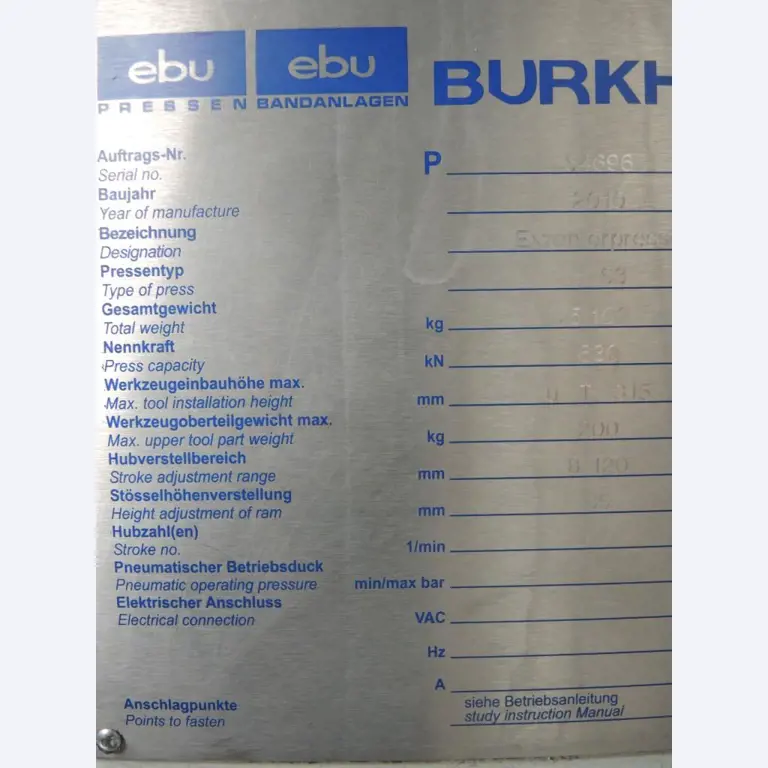 ebu ebu BURKH
PRESSEN BANDANLAGEN
Auftrags-Nr. P
Serial no.
Baujahr
Year of manufacture
Bezeichnung
Designation
Pressentyp
Type of press
Gesamtgewicht
Total weight kg
Nennkraft
Press capacity kN 630
Werkzeugeinbauhöhe max.
Max. tool installation height mm
Werkzeugoberteilgewicht max.
Max. upper tool part weight kg 200
Hubverstellbereich
Stroke adjustment range mm
Stösselhöhenverstellung
Height adjustment of ram mm
Hubzahl(en)
Stroke no. 1/min
Pneumatischer Betriebsduck
Pneumatic operating pressure min/max bar
Elektrischer Anschluss
Electrical connection VAC
Hz
A
Anschlagpunkte siehe Betriebsanleitung
Points to fasten study instruction Manual